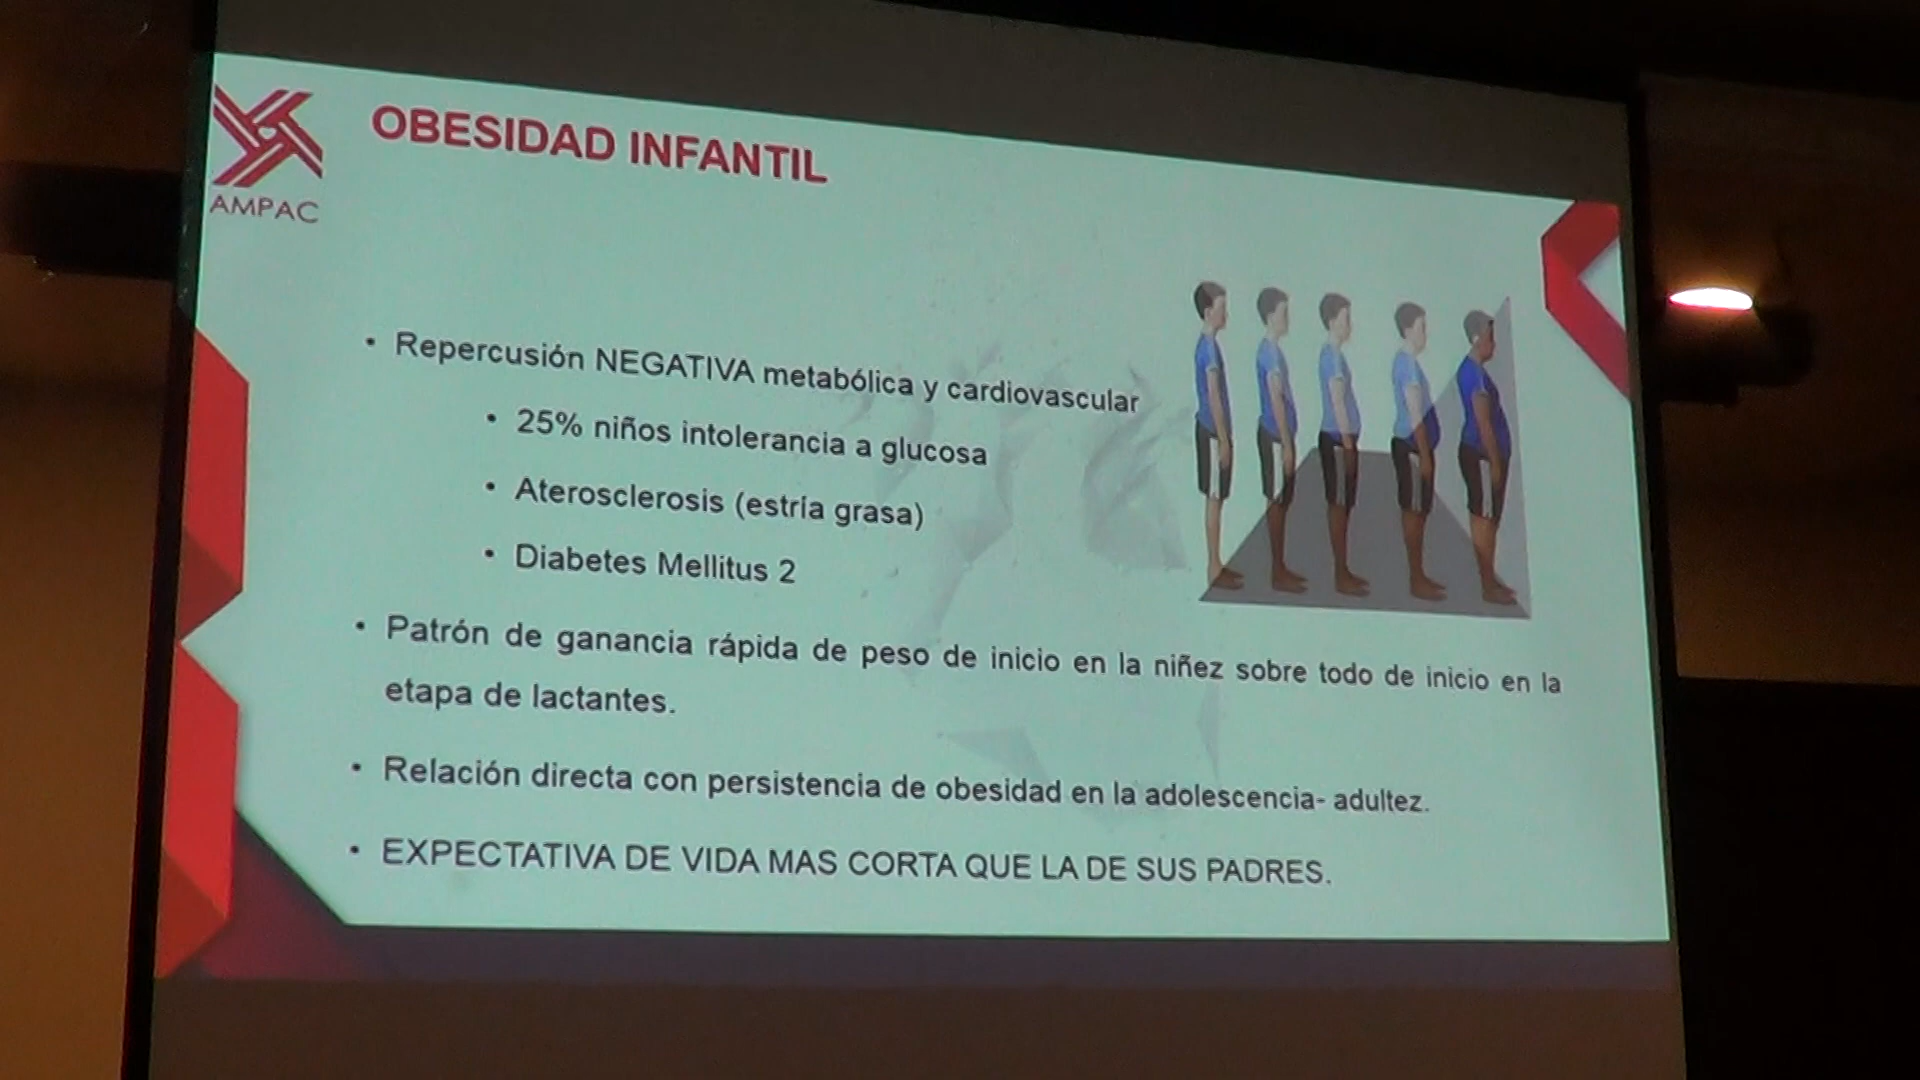 AMPAC
OBESIDAD INFANTIL
• Repercusión NEGATIVA metabólica y cardiovascular
• 25% niños intolerancia a glucosa
• Aterosclerosis (estría grasa)
• Diabetes Mellitus 2
• Patrón de ganancia rápida de peso de inicio en la niñez sobre todo de inicio en la
etapa de lactantes.
• Relación directa con persistencia de obesidad en la adolescencia- adultez.
• EXPECTATIVA DE VIDA MAS CORTA QUE LA DE SUS PADRES.